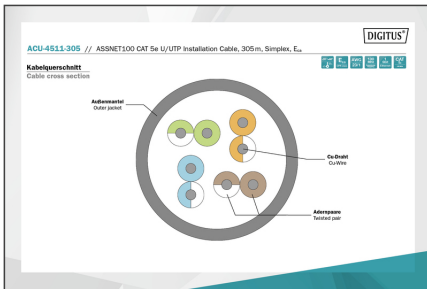 DIGITUS®
ACU-4511-305 // ASSNET100 CAT 5e U/UTP Installation Cable, 305 m, Simplex, Eca
Kabelquerschnitt
Cable cross section
Außenmantel
Outer jacket
Cu-Draht
Cu-Wire
Adernpaare
Twisted pair